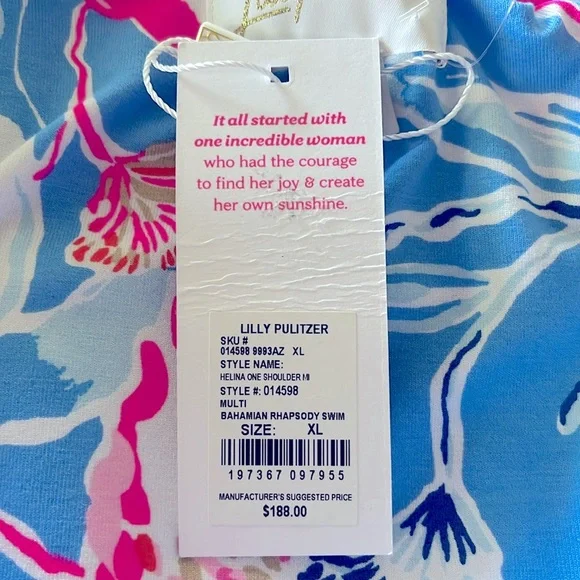 It all started with
one incredible woman
who had the courage
to find her joy & create
her own sunshine.
LILLY PULITZER
SKU #
014598 9993AZ XL
STYLE NAME:
HELINA ONE SHOULDER MI
STYLE #: 014598
MULTI
BAHAMIAN RHAPSODY SWIM
SIZE: XL
197367 097955
MANUFACTURER'S SUGGESTED PRICE
$188.00